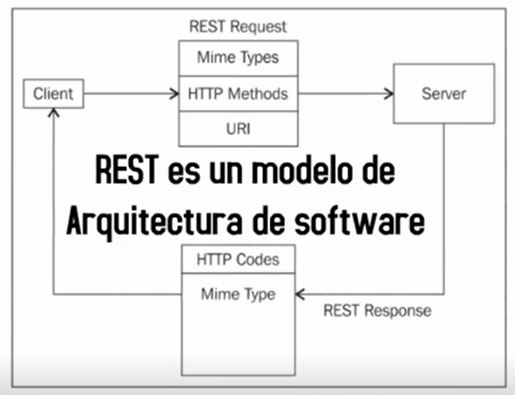 REST Request
Mime Types
Client
HTTP Methods
Server
URI
REST es un modelo de
Arquitectura de software
HTTP Codes
Mime Type
REST Response